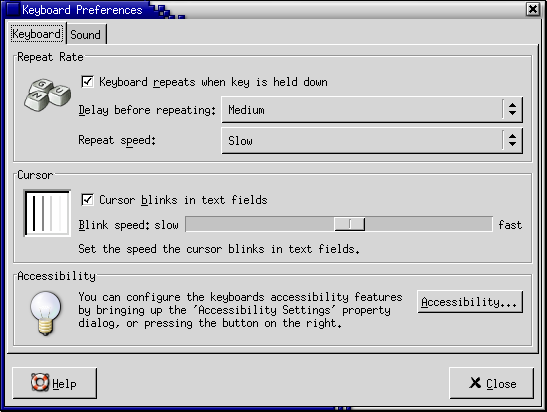 Keyboard Preferences
Keyboard Sound
Repeat Rate
Keyboard repeats when key is held down
Delay before repeating: Medium
Repeat speed: Slow
Cursor
Cursor blinks in text fields
Blink speed: slow fast
Set the speed the cursor blinks in text fields.
Accessibility
You can configure the keyboards accessibility features
by bringing up the 'Accessibility Settings' property
dialog, or pressing the button on the right.
Accessibility...
Help Close